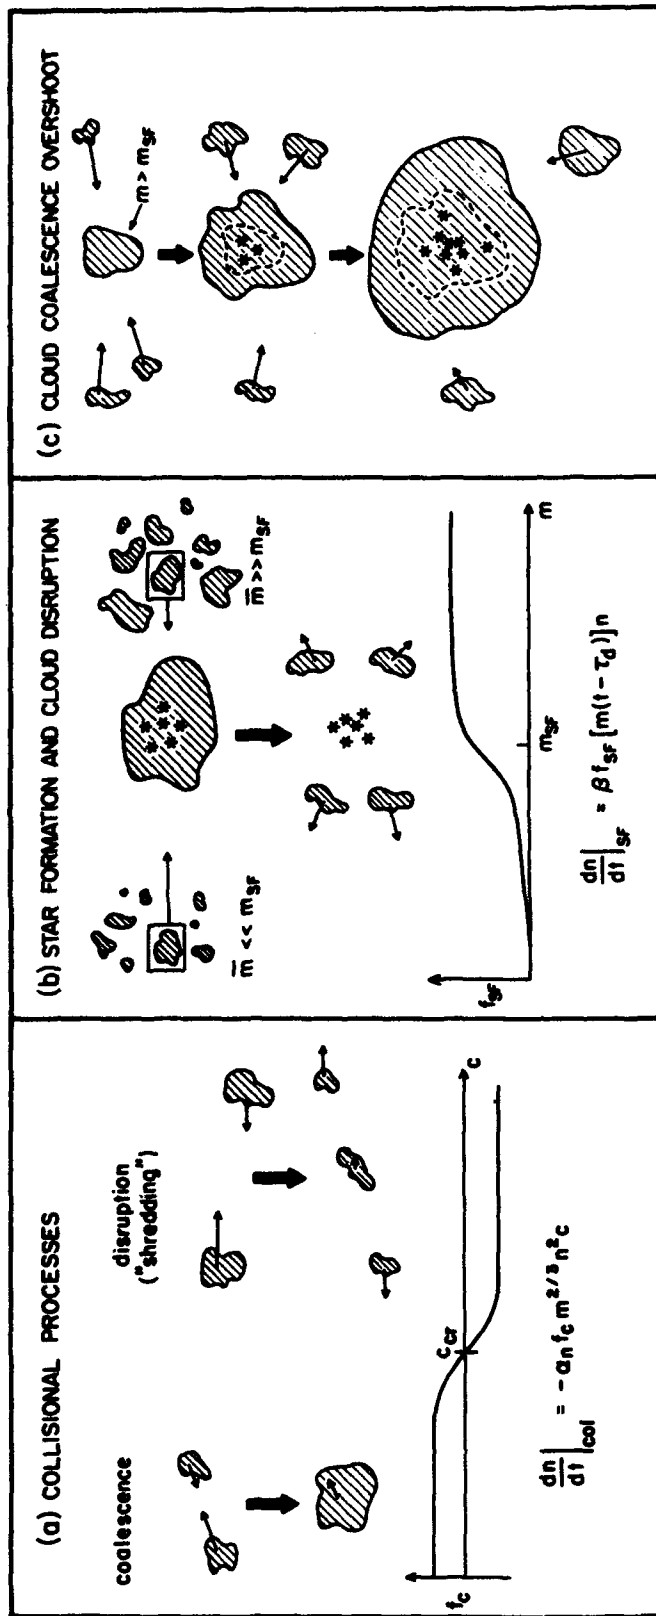 (a) COLLISIONAL PROCESSES
coalescence
disruption
("shredding")
f_c
c_cr
c
dn/dt|_col = -α_n f_c m^{2/3} n^2 c
(b) STAR FORMATION AND CLOUD DISRUPTION
m̄ << m_SF
m̄ >> m_SF
f_SF
m_SF
m
dn/dt|_SF = β f_SF [m(t-τ_d)] n
(c) CLOUD COALESCENCE OVERSHOOT
m > m_SF